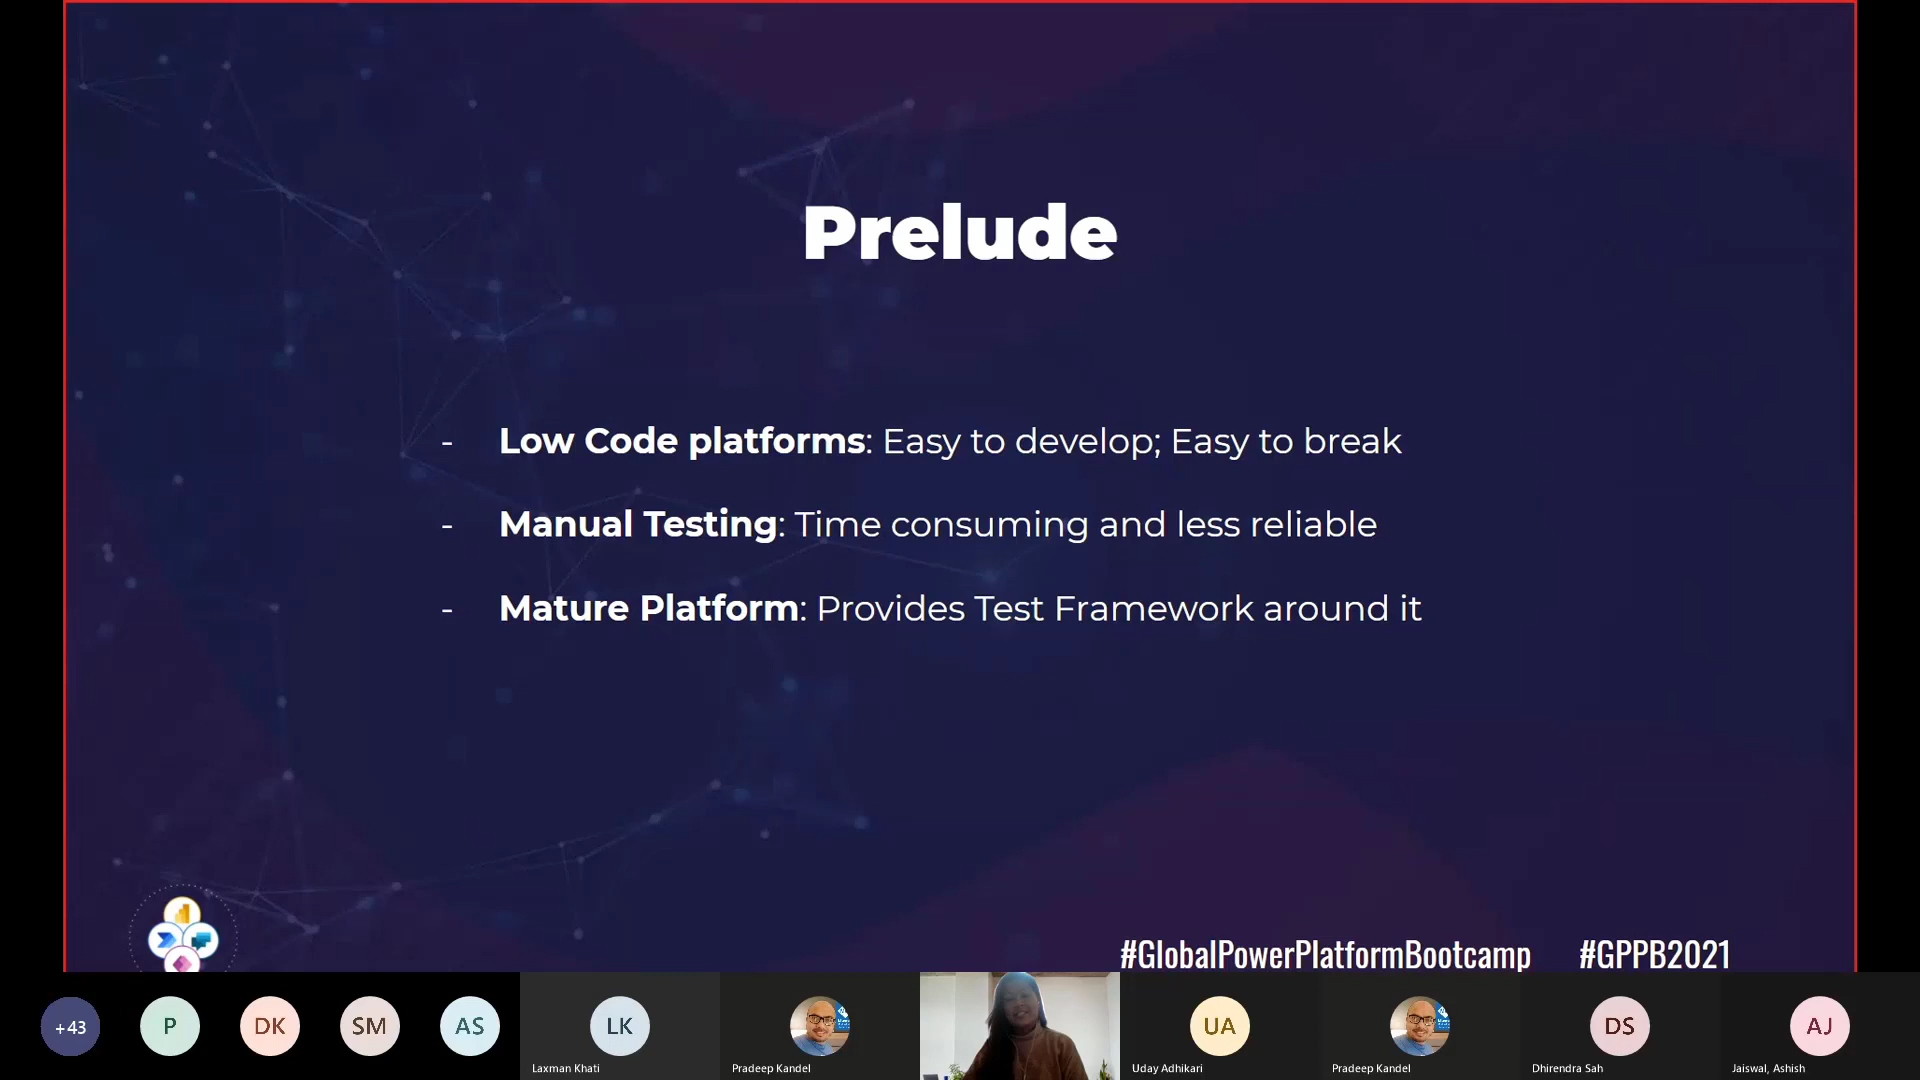 Prelude
- Low Code platforms: Easy to develop; Easy to break
- Manual Testing: Time consuming and less reliable
- Mature Platform: Provides Test Framework around it
#GlobalPowerPlatformBootcamp #GPPB2021
+43 P DK SM AS LK UA DS AJ
Laxman Khati Pradeep Kandel Uday Adhikari Pradeep Kandel Dhirendra Sah Jaiswal, Ashish